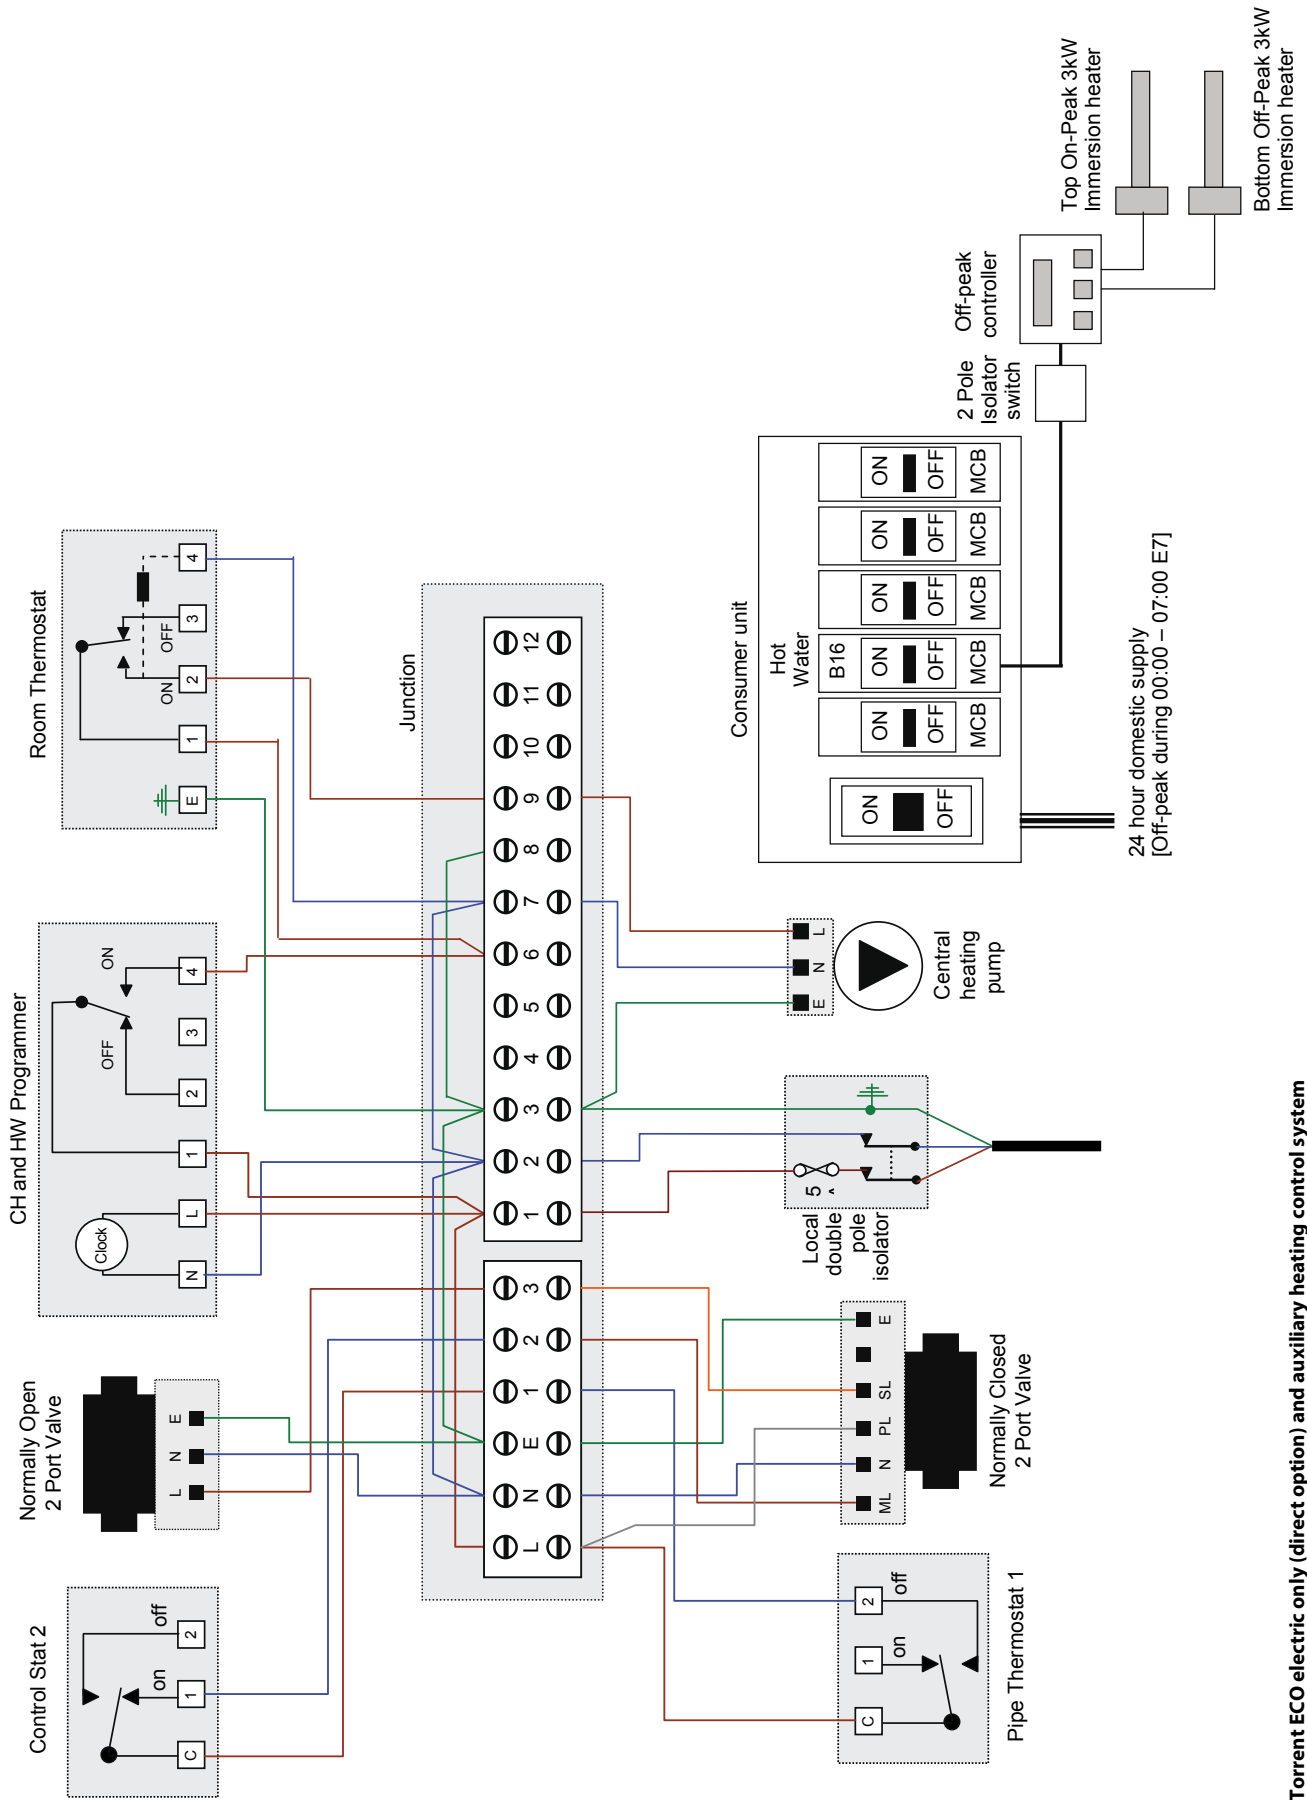 Control Stat 2
off
on
C
1
2
Normally Open
2 Port Valve
L
N
E
CH and HW Programmer
Clock
OFF
ON
N
L
1
2
3
4
Room Thermostat
ON
OFF
E
1
2
3
4
Junction
L
N
E
1
2
3
1
2
3
4
5
6
7
8
9
10
11
12
Pipe Thermostat 1
on
off
C
1
2
ML
N
PL
SL
E
Normally Closed
2 Port Valve
Local
double
pole
isolator
5
E
N
L
Central
heating
pump
Consumer unit
Hot
Water
B16
ON
OFF
ON
OFF
MCB
ON
OFF
MCB
ON
OFF
MCB
ON
OFF
MCB
ON
OFF
MCB
24 hour domestic supply
[Off-peak during 00:00 – 07:00 E7]
2 Pole
Isolator
switch
Off-peak
controller
Top On-Peak 3kW
Immersion heater
Bottom Off-Peak 3kW
Immersion heater
Torrent ECO electric only (direct option) and auxiliary heating control system